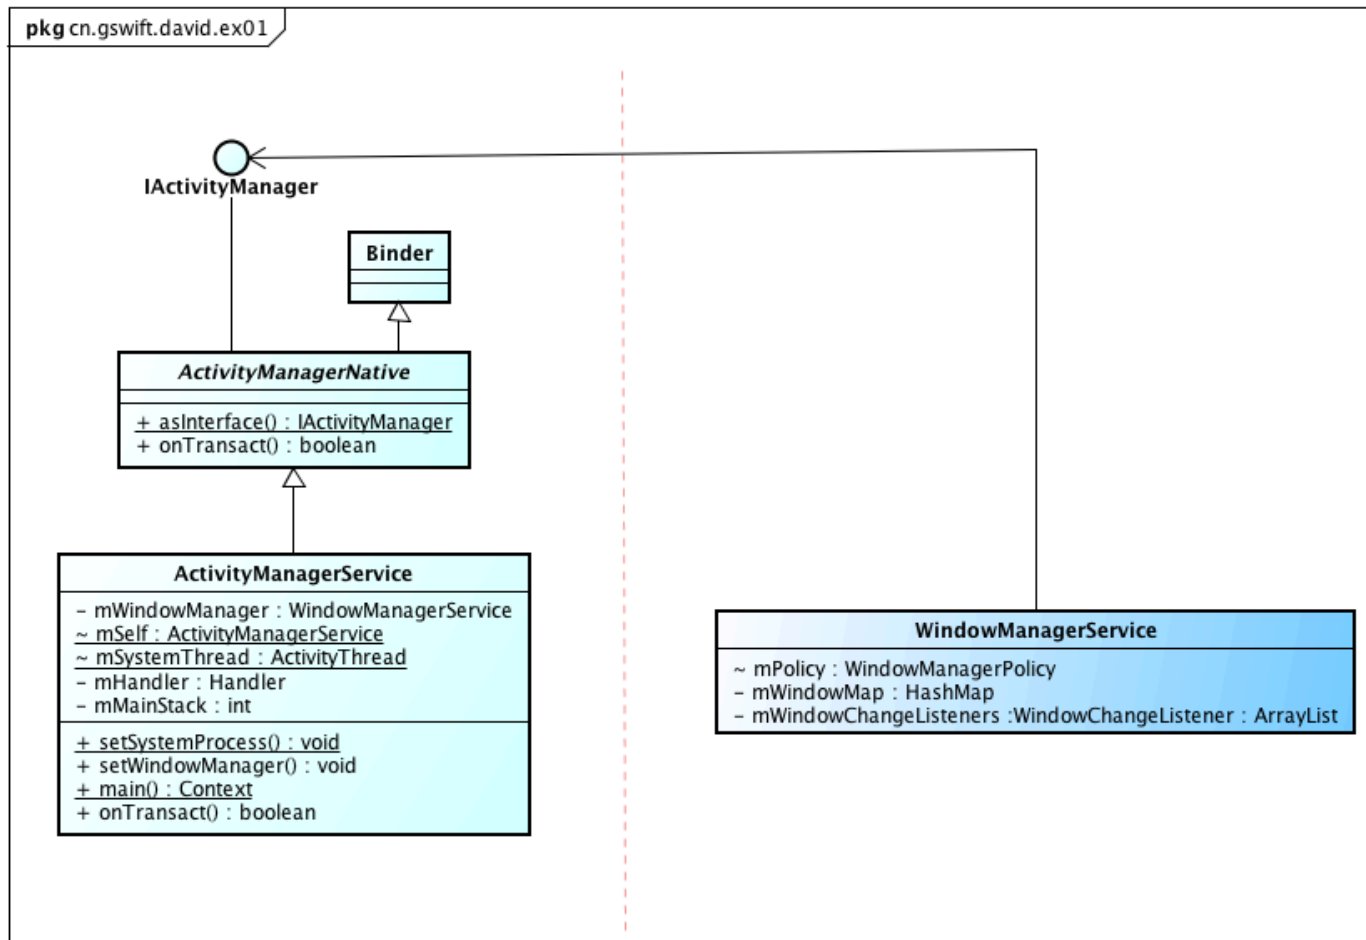 pkg cn.gswift.david.ex01
IActivityManager
Binder
ActivityManagerNative
+ asInterface() : IActivityManager
+ onTransact() : boolean
ActivityManagerService
- mWindowManager : WindowManagerService
~ mSelf : ActivityManagerService
~ mSystemThread : ActivityThread
- mHandler : Handler
- mMainStack : int
+ setSystemProcess() : void
+ setWindowManager() : void
+ main() : Context
+ onTransact() : boolean
WindowManagerService
~ mPolicy : WindowManagerPolicy
- mWindowMap : HashMap
- mWindowChangeListeners :WindowChangeListener : ArrayList